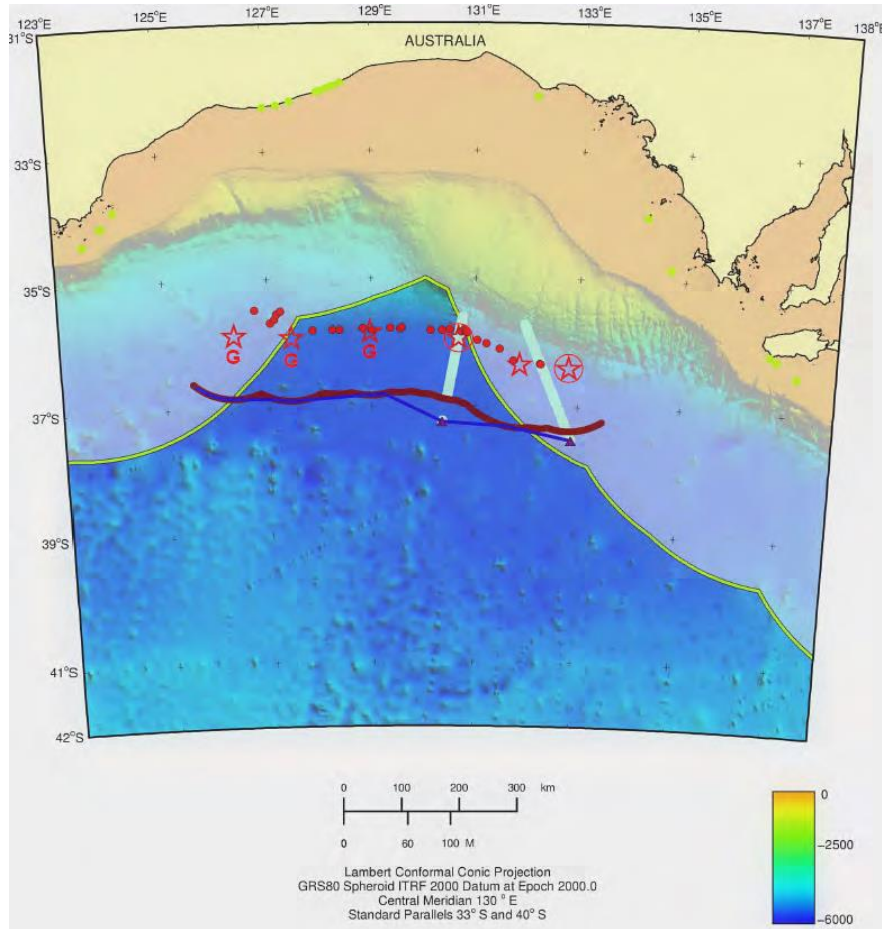 123°E 125°E 127°E 129°E 131°E 133°E 135°E 137°E 138°E
31°S
AUSTRALIA
33°S
35°S
G G G
37°S
39°S
41°S
42°S
0 100 200 300 km
0 60 100 M
0
-2500
-6000
Lambert Conformal Conic Projection
GRS80 Spheroid ITRF 2000 Datum at Epoch 2000.0
Central Meridian 130 ° E
Standard Parallels 33° S and 40° S